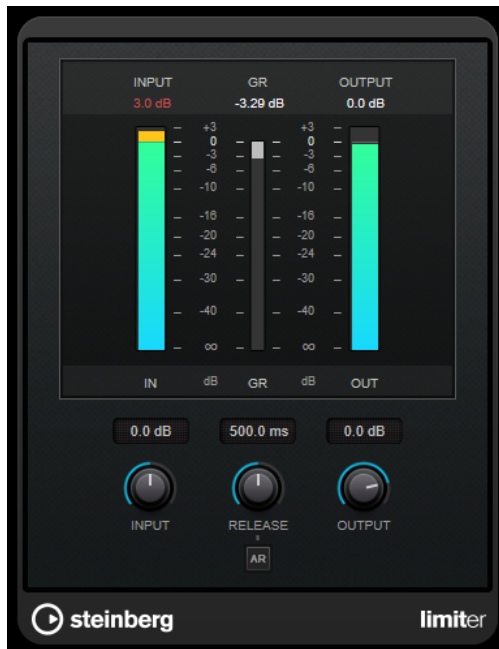 INPUT GR OUTPUT
3.0 dB -3.29 dB 0.0 dB
+3 +3
0 0
-3 -3
-6 -6
-10 -10
-16 -16
-20 -20
-24 -24
-30 -30
-40 -40
∞ ∞
IN dB GR dB OUT
0.0 dB 500.0 ms 0.0 dB
INPUT RELEASE OUTPUT
AR
steinberg limiter